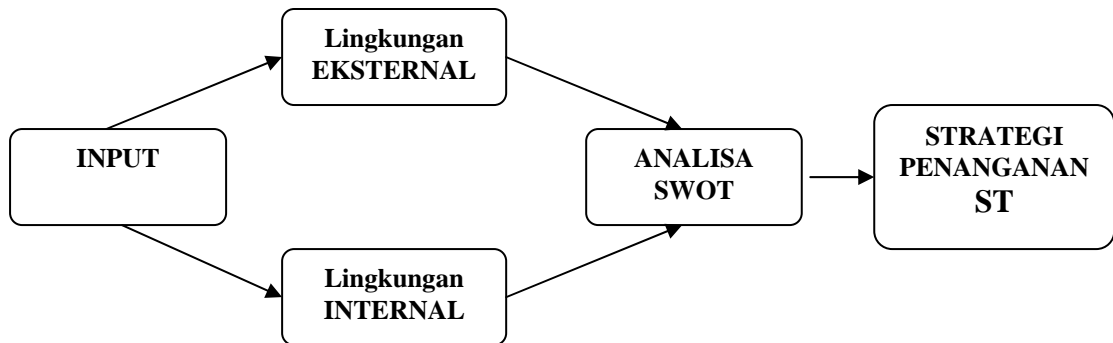 Lingkungan
EKSTERNAL
INPUT
ANALISA
SWOT
STRATEGI
PENANGANAN
ST
Lingkungan
INTERNAL